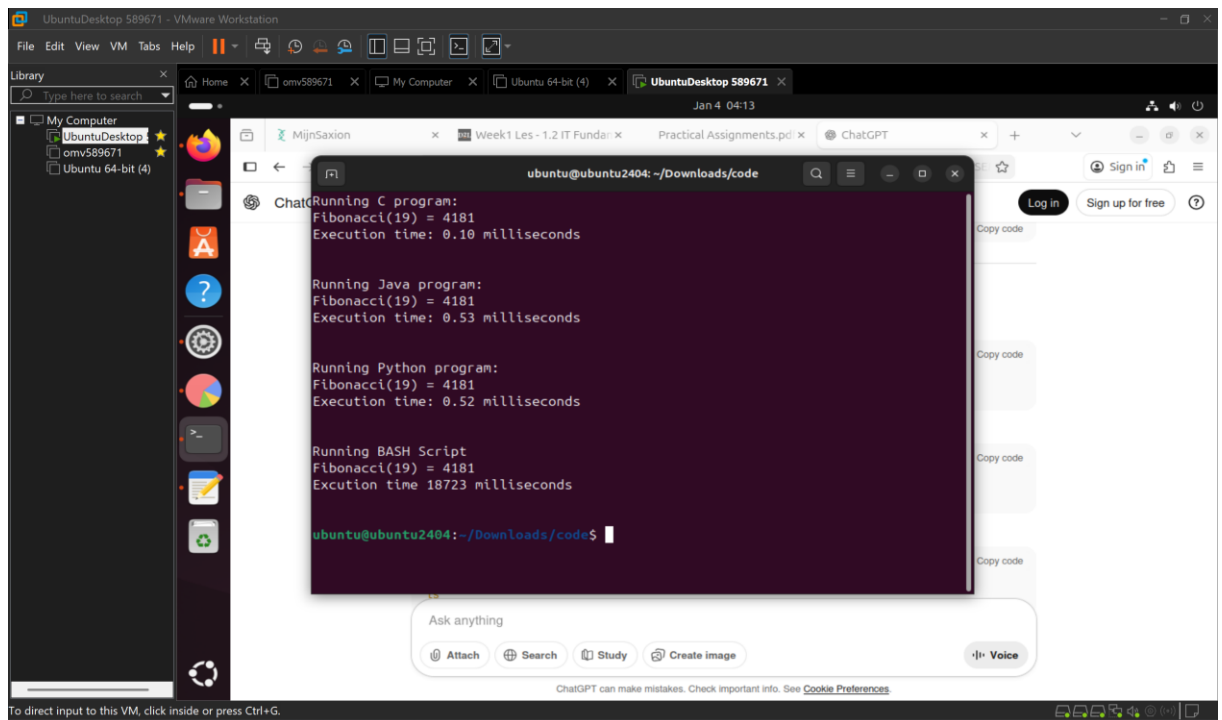 UbuntuDesktop 589671 - VMware Workstation
File Edit View VM Tabs Help
Library
Type here to search
My Computer
UbuntuDesktop
omv589671
Ubuntu 64-bit (4)
Home
omv589671
My Computer
Ubuntu 64-bit (4)
UbuntuDesktop 589671
Jan 4 04:13
MijnSaxion
Week1 Les - 1.2 IT Fundan
Practical Assignments.pd
ChatGPT
Sign in
ubuntu@ubuntu2404: ~/Downloads/code
Log in
Sign up for free
Copy code
Running C program:
Fibonacci(19) = 4181
Execution time: 0.10 milliseconds
Running Java program:
Fibonacci(19) = 4181
Execution time: 0.53 milliseconds
Copy code
Running Python program:
Fibonacci(19) = 4181
Execution time: 0.52 milliseconds
Copy code
Running BASH Script
Fibonacci(19) = 4181
Excution time 18723 milliseconds
ubuntu@ubuntu2404:~/Downloads/code$
Copy code
Ask anything
Attach Search Study Create image Voice
ChatGPT can make mistakes. Check important info. See Cookie Preferences.
To direct input to this VM, click inside or press Ctrl+G.